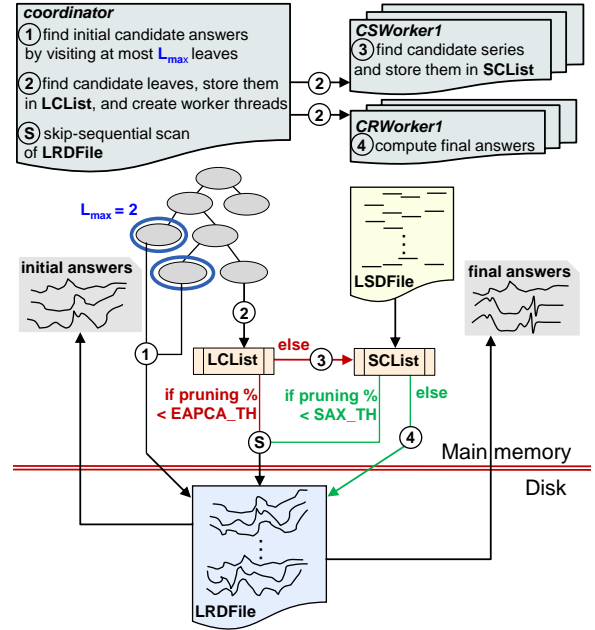 coordinator
1 find initial candidate answers
by visiting at most Lmax leaves
2 find candidate leaves, store them
in LCList, and create worker threads
S skip-sequential scan
of LRDFile
2
2
CSWorker1
3 find candidate series
and store them in SCList
CRWorker1
4 compute final answers
Lmax = 2
initial answers
LSDFile
final answers
1
2
LCList
else
3
SCList
if pruning %
< EAPCA_TH
if pruning %
< SAX_TH
else
S
4
Main memory
Disk
LRDFile